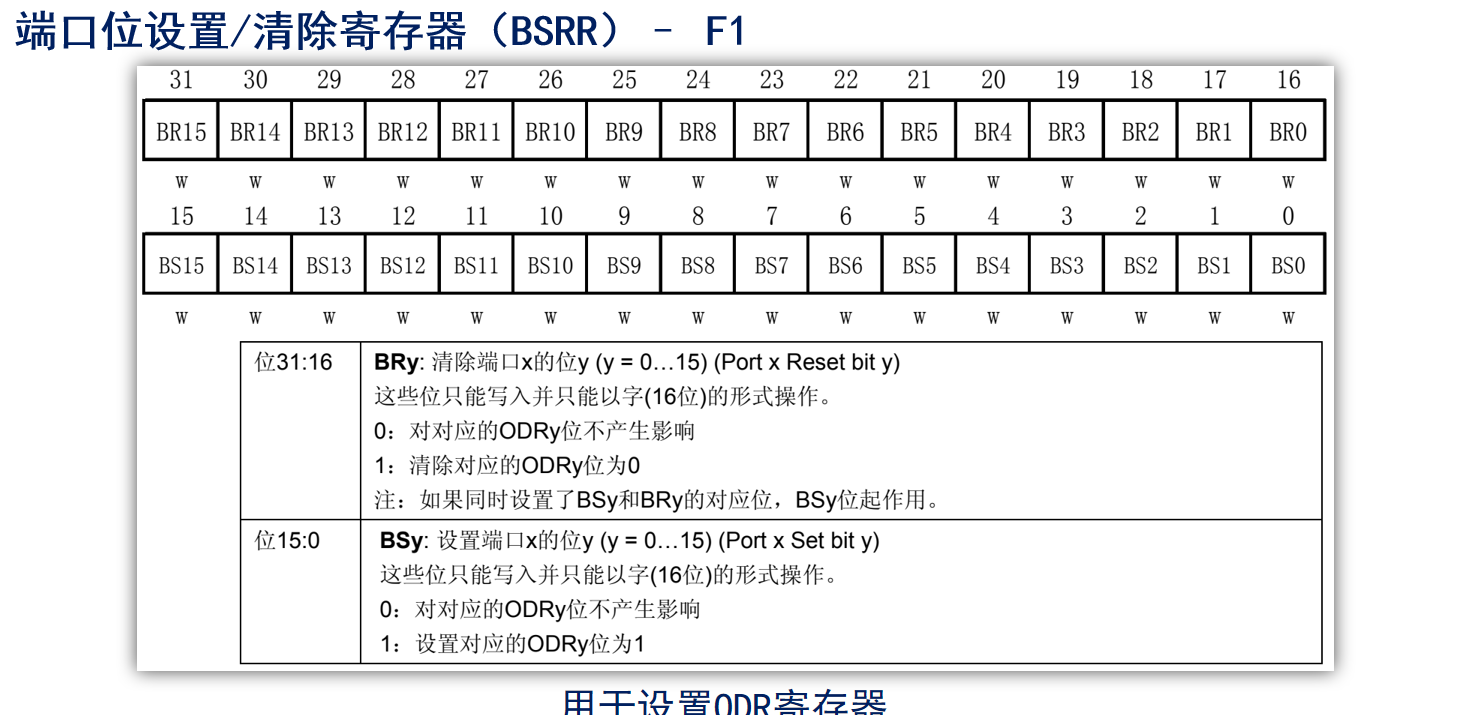 端口位设置/清除寄存器（BSRR）－ F1
31 30 29 28 27 26 25 24 23 22 21 20 19 18 17 16
BR15 BR14 BR13 BR12 BR11 BR10 BR9 BR8 BR7 BR6 BR5 BR4 BR3 BR2 BR1 BR0
w w w w w w w w w w w w w w w w
15 14 13 12 11 10 9 8 7 6 5 4 3 2 1 0
BS15 BS14 BS13 BS12 BS11 BS10 BS9 BS8 BS7 BS6 BS5 BS4 BS3 BS2 BS1 BS0
w w w w w w w w w w w w w w w w
位31:16 BRy: 清除端口x的位y (y = 0…15) (Port x Reset bit y)
这些位只能写入并只能以字(16位)的形式操作。
0：对对应的ODRy位不产生影响
1：清除对应的ODRy位为0
注：如果同时设置了BSy和BRy的对应位，BSy位起作用。
位15:0 BSy: 设置端口x的位y (y = 0…15) (Port x Set bit y)
这些位只能写入并只能以字(16位)的形式操作。
0：对对应的ODRy位不产生影响
1：设置对应的ODRy位为1
用于设置ODR寄存器